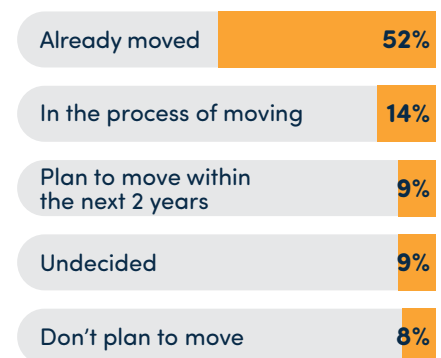 Already moved 52%
In the process of moving 14%
Plan to move within
the next 2 years 9%
Undecided 9%
Don’t plan to move 8%